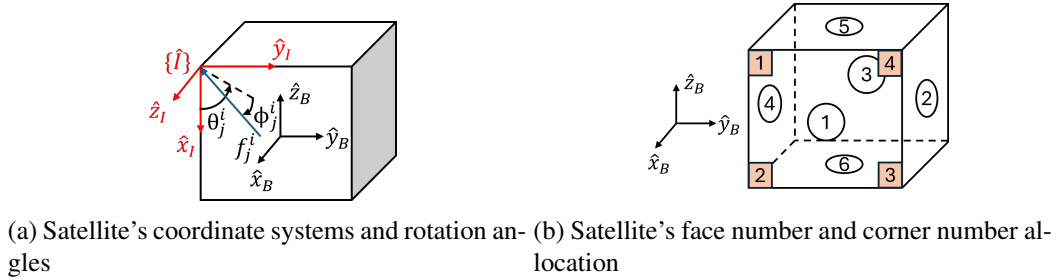 {Î}
ŷ_I
ẑ_I
x̂_I
θ_j^i
ϕ_j^i
f_j^i
ẑ_B
ŷ_B
x̂_B
5
1
4
3
ẑ_B
4
2
ŷ_B
1
x̂_B
2
6
3
(a) Satellite's coordinate systems and rotation an-
gles
(b) Satellite's face number and corner number al-
location